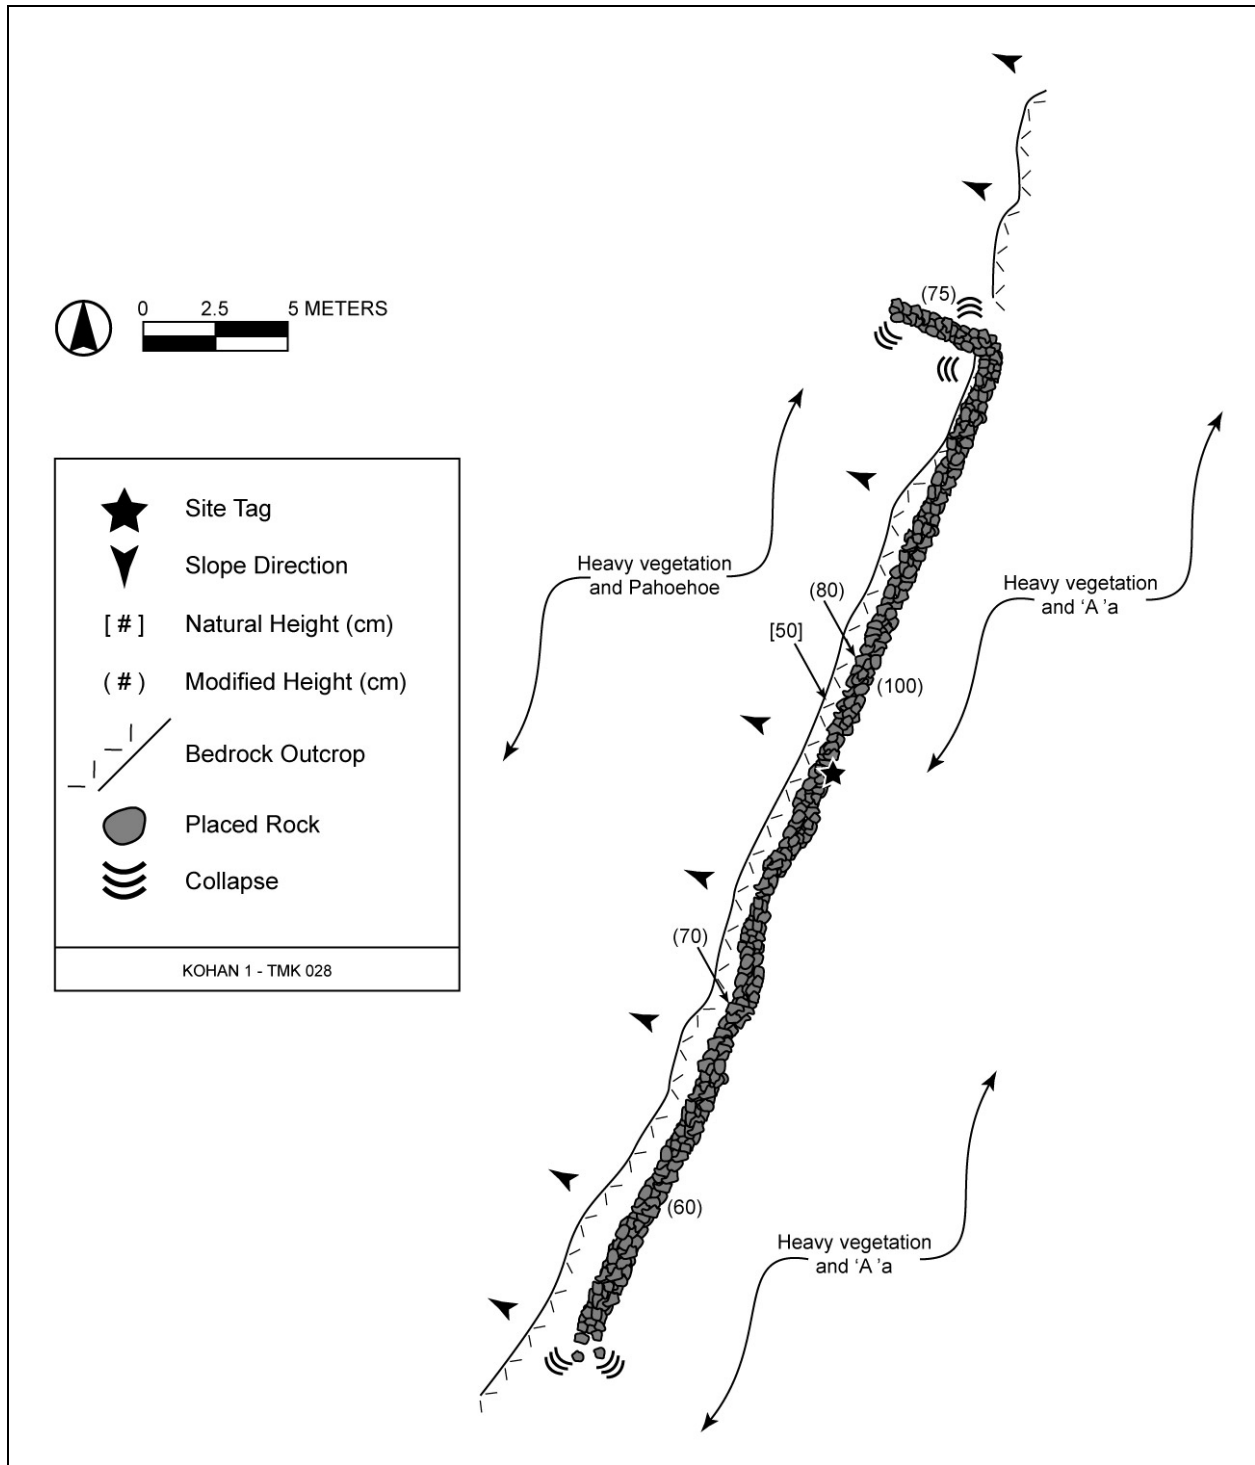 0 2.5 5 METERS
Site Tag
Slope Direction
[ # ] Natural Height (cm)
( # ) Modified Height (cm)
Bedrock Outcrop
Placed Rock
Collapse
KOHAN 1 - TMK 028
(75)
Heavy vegetation
and Pahoehoe
Heavy vegetation
and ‘A ’a
(80)
[50]
(100)
(70)
(60)
Heavy vegetation
and ‘A ’a